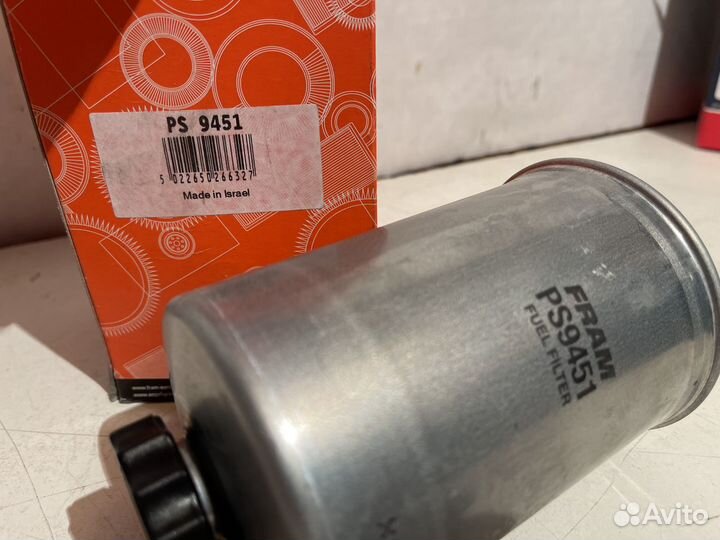 PS 9451
5 022650 266327
Made in Israel
FRAM
PS9451
FUEL FILTER
Avito